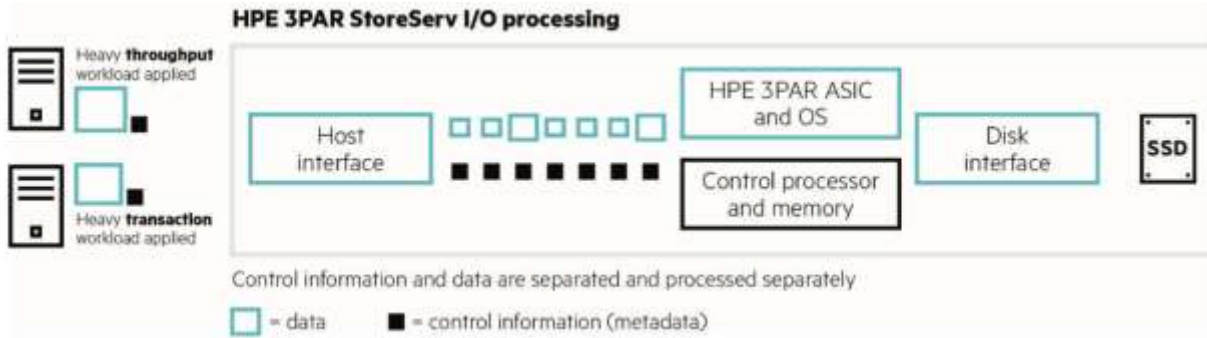 HPE 3PAR StoreServ I/O processing
Heavy throughput
workload applied
Heavy transaction
workload applied
Host
interface
HPE 3PAR ASIC
and OS
Control processor
and memory
Disk
interface
SSD
Control information and data are separated and processed separately
= data
= control information (metadata)